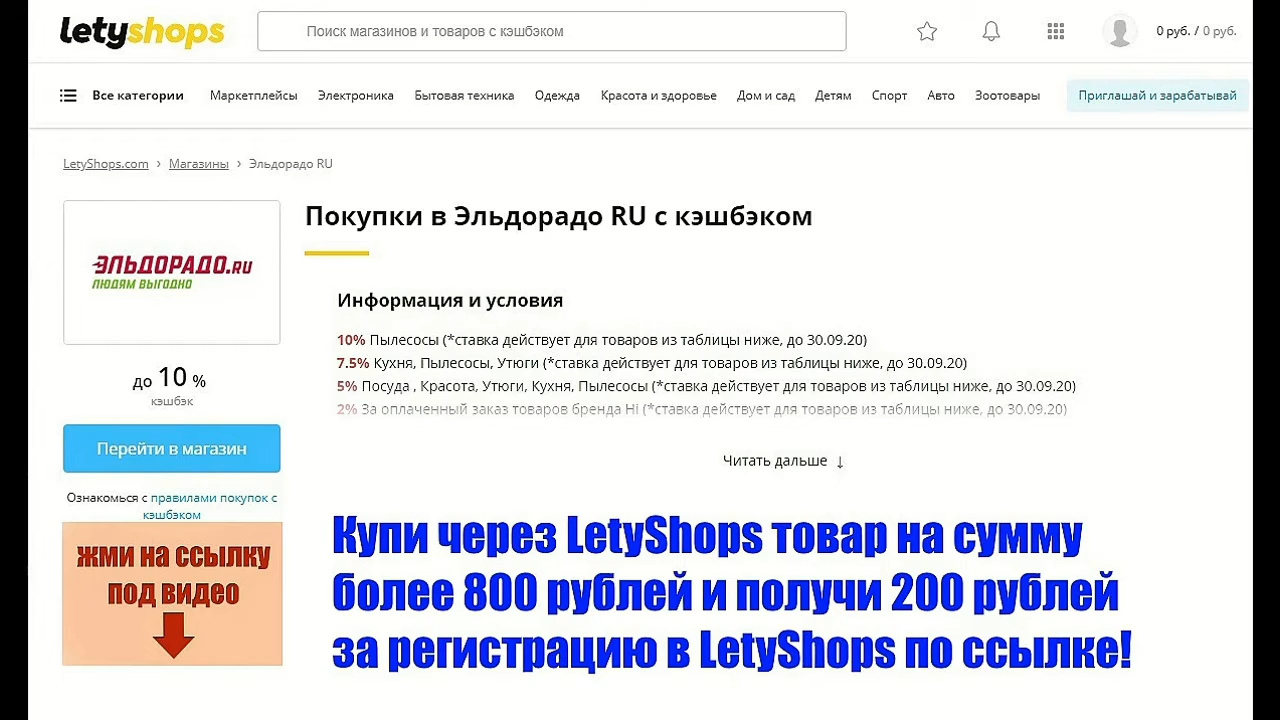 letyshops
Поиск магазинов и товаров с кэшбэком
0 руб. / 0 руб.
Все категории Маркетплейсы Электроника Бытовая техника Одежда Красота и здоровье Дом и сад Детям Спорт Авто Зоотовары Приглашай и зарабатывай
LetyShops.com › Магазины › Эльдорадо RU
ЭЛЬДОРАДО.RU
ЛЮДЯМ ВЫГОДНО
до 10 %
кэшбэк
Перейти в магазин
Ознакомься с правилами покупок с
кэшбэком
ЖМИ НА ССЫЛКУ
ПОД ВИДЕО
Покупки в Эльдорадо RU с кэшбэком
Информация и условия
10% Пылесосы (*ставка действует для товаров из таблицы ниже, до 30.09.20)
7.5% Кухня, Пылесосы, Утюги (*ставка действует для товаров из таблицы ниже, до 30.09.20)
5% Посуда , Красота, Утюги, Кухня, Пылесосы (*ставка действует для товаров из таблицы ниже, до 30.09.20)
2% За оплаченный заказ товаров бренда Hi (*ставка действует для товаров из таблицы ниже, до 30.09.20)
Читать дальше ↓
Купи через LetyShops товар на сумму
более 800 рублей и получи 200 рублей
за регистрацию в LetyShops по ссылке!